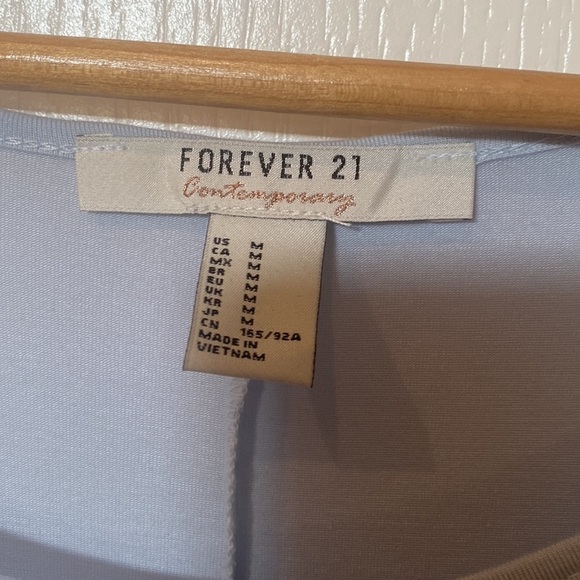 FOREVER 21
Contemporary
US M
CA M
MX M
BR M
EU M
UK M
KR M
JP M
CN 165/92A
MADE IN
VIETNAM